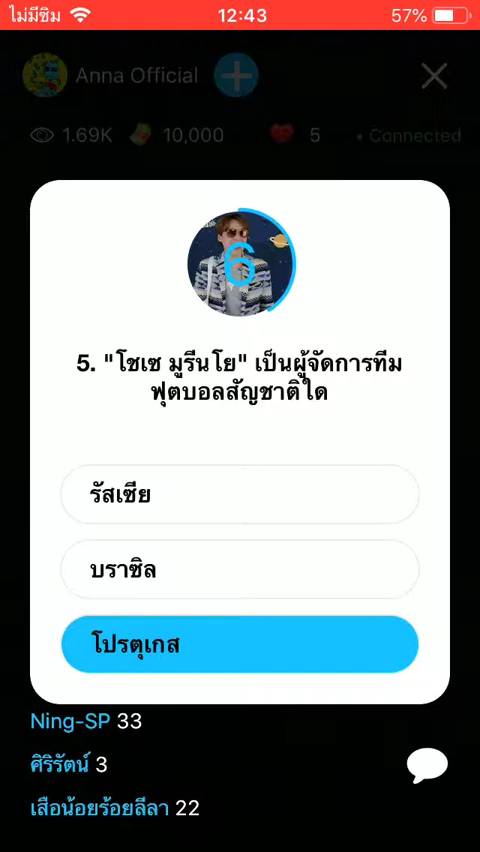 ไม่มีซิม 12:43 57%
Anna Official
1.69K 10,000 5 • Connected
6
5. "โชเซ มูรีนโย" เป็นผู้จัดการทีม
ฟุตบอลสัญชาติใด
รัสเซีย
บราซิล
โปรตุเกส
Ning-SP 33
ศิริรัตน์ 3
เสือน้อยร้อยลีลา 22